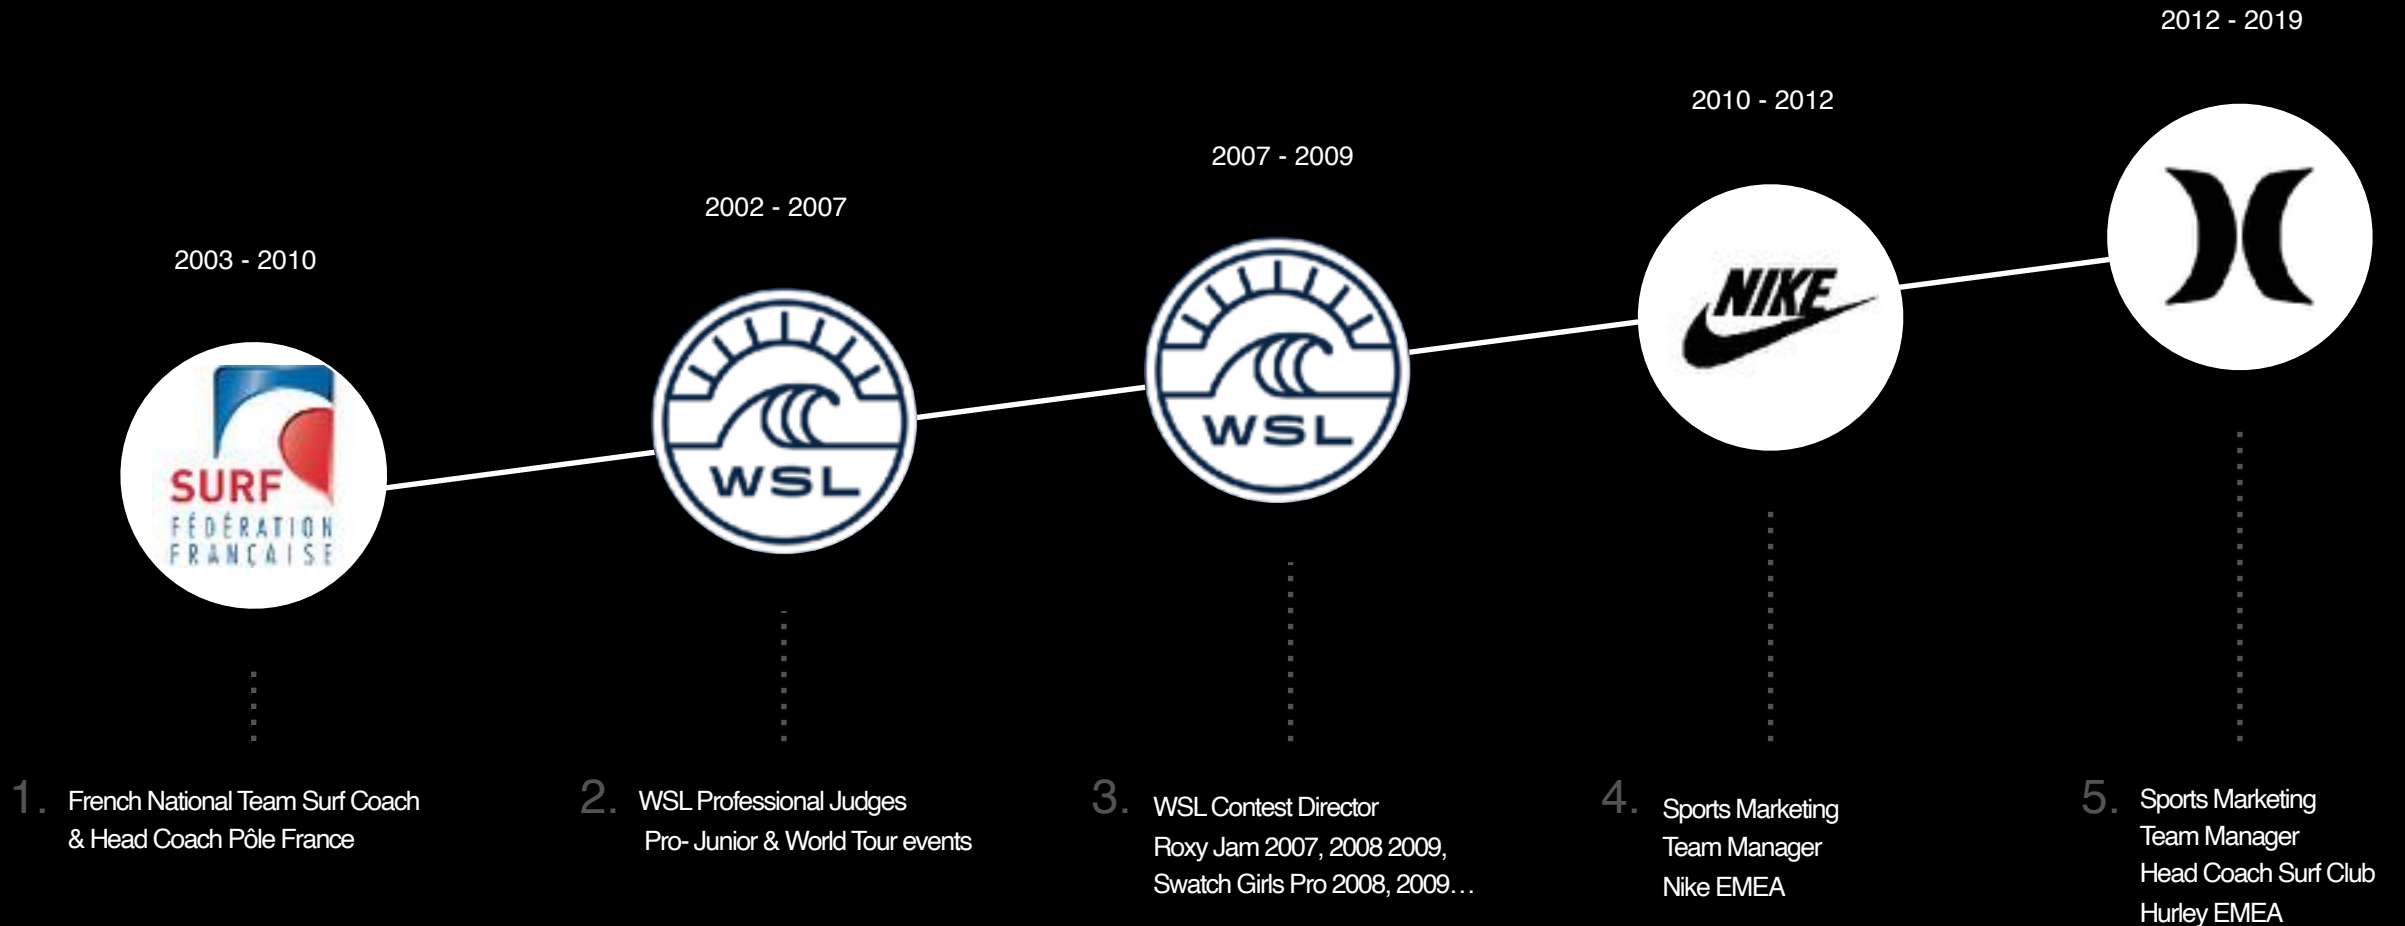 2003 - 2010
SURF
FÉDÉRATION
FRANÇAISE
1. French National Team Surf Coach
& Head Coach Pôle France
2002 - 2007
WSL
2. WSL Professional Judges
Pro- Junior & World Tour events
2007 - 2009
WSL
3. WSL Contest Director
Roxy Jam 2007, 2008 2009,
Swatch Girls Pro 2008, 2009…
2010 - 2012
NIKE
4. Sports Marketing
Team Manager
Nike EMEA
2012 - 2019
5. Sports Marketing
Team Manager
Head Coach Surf Club
Hurley EMEA